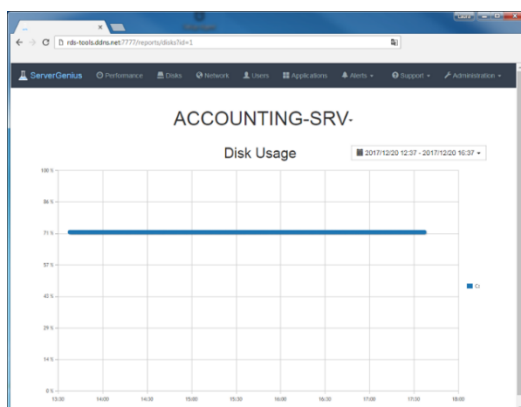 rds-tools.ddns.net:7777/reports/disks?id=1
ServerGenius Performance Disks Network Users Applications Alerts Support Administration
ACCOUNTING-SRV-
Disk Usage
2017/12/20 12:37 - 2017/12/20 16:37
100 %
86 %
71 %
57 %
43 %
29 %
14 %
0 %
13:30 14:00 14:30 15:00 15:30 16:00 16:30 17:00 17:30 18:00